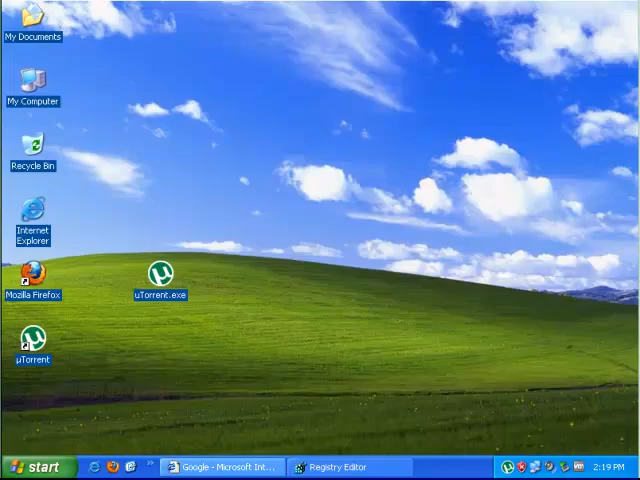 My Documents
My Computer
Recycle Bin
Internet
Explorer
Mozilla Firefox
uTorrent.exe
µTorrent
start
Google - Microsoft Int...
Registry Editor
2:19 PM